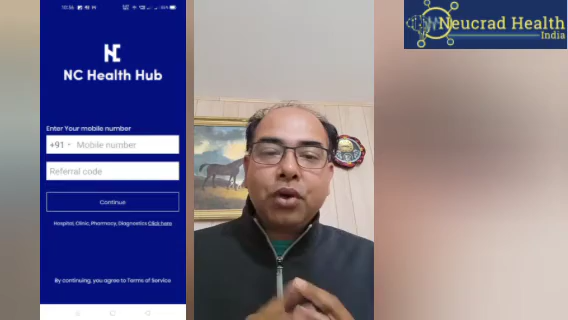 NC Health Hub
Enter Your mobile number
+91
Mobile number
Referral code
Continue
Hospital, Clinic, Pharmacy, Diagnostics Click here
By continuing, you agree to Terms of Service
Neucrad Health
India